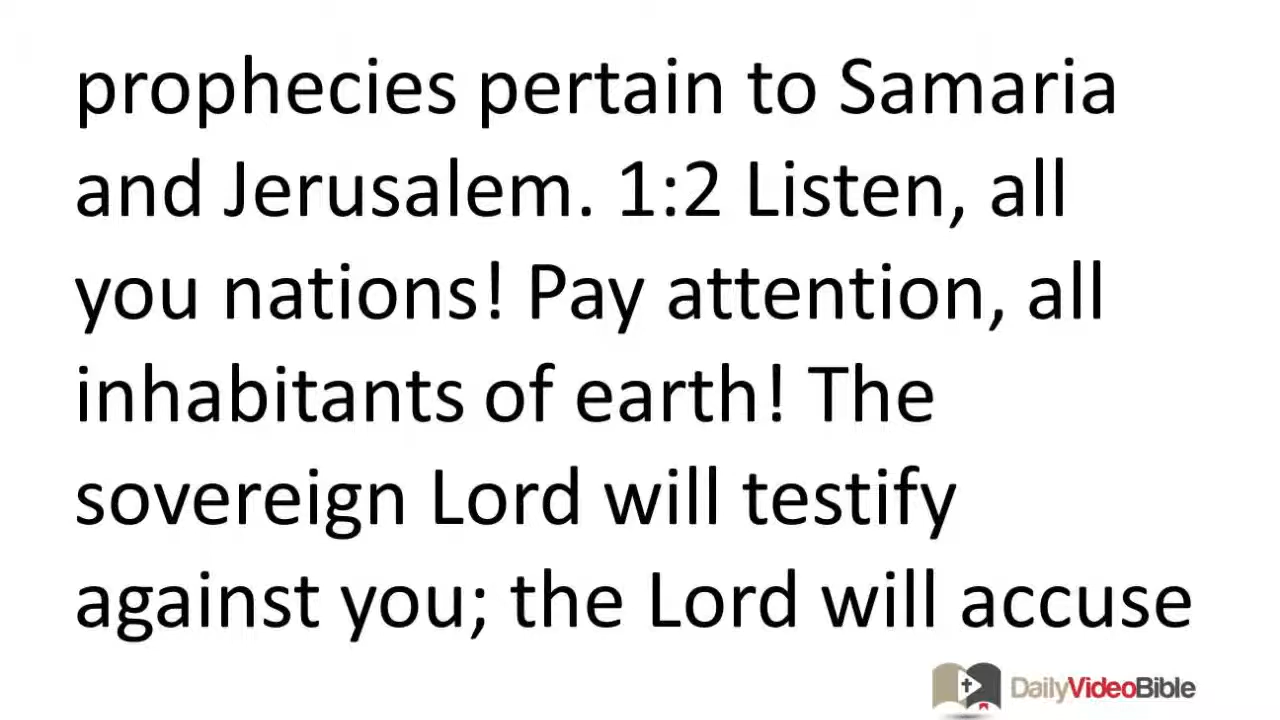 prophecies pertain to Samaria
and Jerusalem. 1:2 Listen, all
you nations! Pay attention, all
inhabitants of earth! The
sovereign Lord will testify
against you; the Lord will accuse
DailyVideoBible